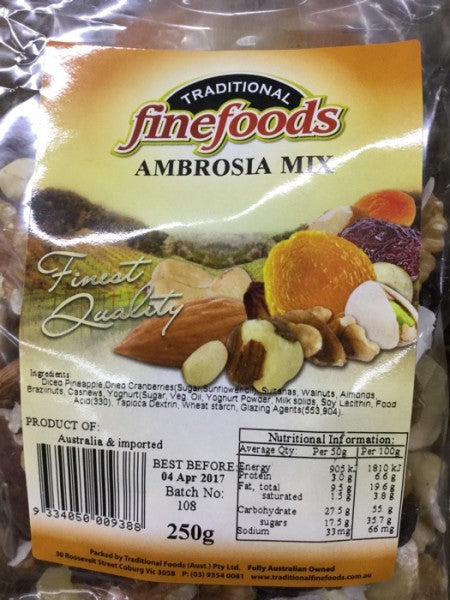 TRADITIONAL
finefoods
AMBROSIA MIX
Finest
Quality
Ingredients:
Diced Pineapple,Dried Cranberries(Sugar,Sunfloweroil), Sultanas, Walnuts, Almonds,
Brazilnuts, Cashews, Yoghurt(Sugar, Veg. Oil, Yoghurt Powder, Milk solids, Soy Lecithin, Food
Acid(330), Tapioca Dextrin, Wheat starch, Glazing Agents(553,904).
PRODUCT OF:
Australia & imported
BEST BEFORE:
04 Apr 2017
Batch No:
108
250g
9 334050 009388
Nutritional Information:
Average Qty: Per 50g Per 100g
Energy 905 kJ 1810 kJ
Protein 3.0 g 6.6 g
Fat, total 9.5 g 19.6 g
saturated 1.5 g 3.8 g
Carbohydrate 27.5 g 55 g
sugars 17.5 g 35.7 g
Sodium 33 mg 66 mg
Packed by Traditional Foods (Aust.) Pty Ltd. Fully Australian Owned
30 Roosevelt Street Coburg Vic 3058 P: (03) 9354 0081 www.traditionalfinefoods.com.au